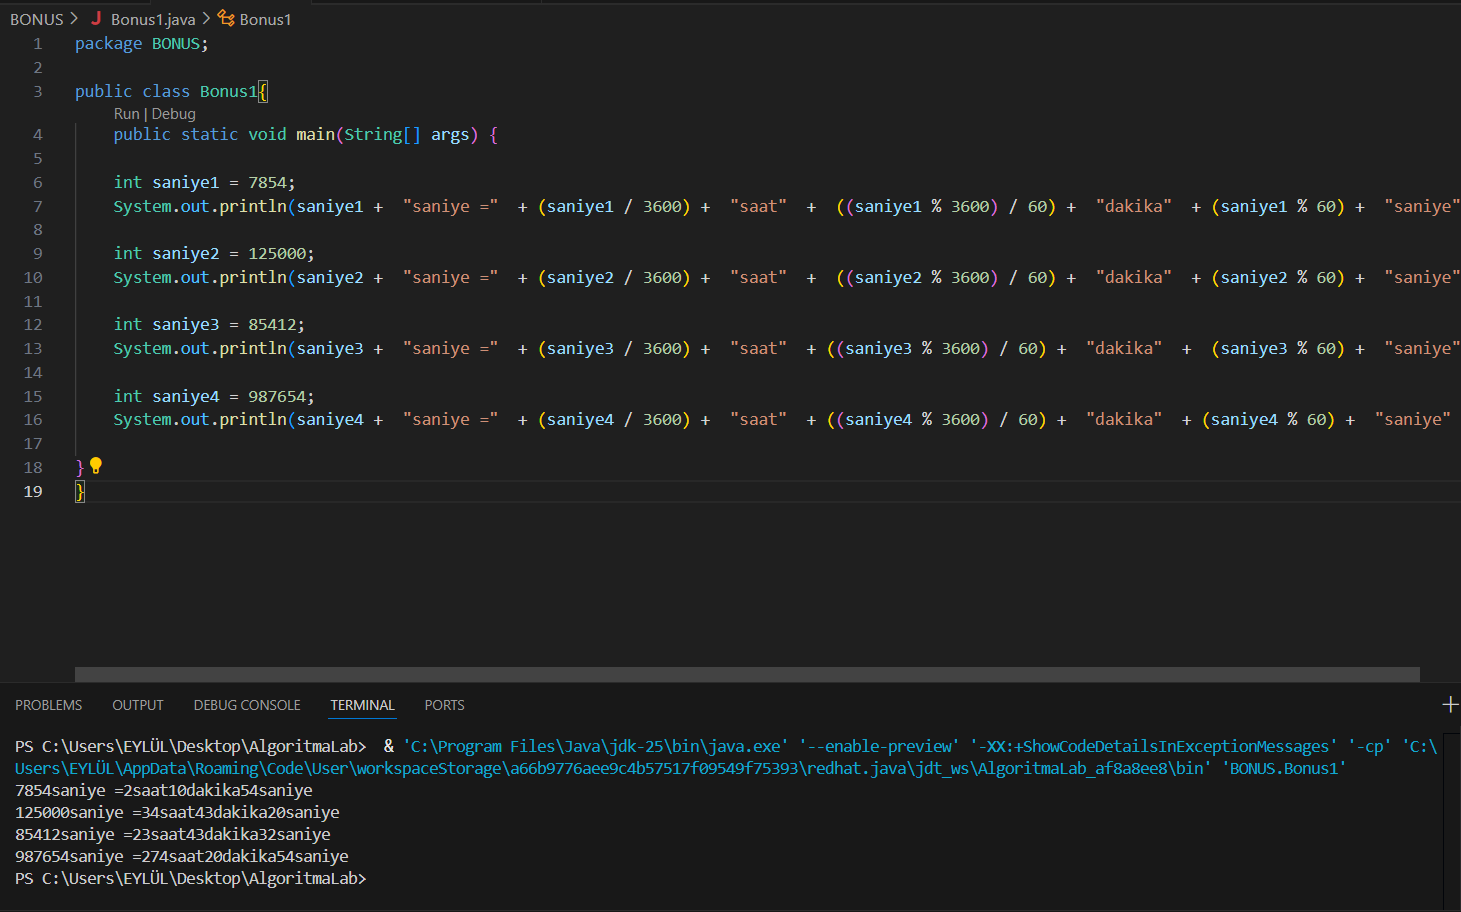 BONUS > J Bonus1.java > Bonus1
1 package BONUS;
2
3 public class Bonus1{
Run | Debug
4 public static void main(String[] args) {
5
6 int saniye1 = 7854;
7 System.out.println(saniye1 + "saniye =" + (saniye1 / 3600) + "saat" + ((saniye1 % 3600) / 60) + "dakika" + (saniye1 % 60) + "saniye"
8
9 int saniye2 = 125000;
10 System.out.println(saniye2 + "saniye =" + (saniye2 / 3600) + "saat" + ((saniye2 % 3600) / 60) + "dakika" + (saniye2 % 60) + "saniye"
11
12 int saniye3 = 85412;
13 System.out.println(saniye3 + "saniye =" + (saniye3 / 3600) + "saat" + ((saniye3 % 3600) / 60) + "dakika" + (saniye3 % 60) + "saniye"
14
15 int saniye4 = 987654;
16 System.out.println(saniye4 + "saniye =" + (saniye4 / 3600) + "saat" + ((saniye4 % 3600) / 60) + "dakika" + (saniye4 % 60) + "saniye"
17
18 }
19 }
PROBLEMS OUTPUT DEBUG CONSOLE TERMINAL PORTS
PS C:\Users\EYLÜL\Desktop\AlgoritmaLab> & 'C:\Program Files\Java\jdk-25\bin\java.exe' '--enable-preview' '-XX:+ShowCodeDetailsInExceptionMessages' '-cp' 'C:\
Users\EYLÜL\AppData\Roaming\Code\User\workspaceStorage\a66b9776aee9c4b57517f09549f75393\redhat.java\jdt_ws\AlgoritmaLab_af8a8ee8\bin' 'BONUS.Bonus1'
7854saniye =2saat10dakika54saniye
125000saniye =34saat43dakika20saniye
85412saniye =23saat43dakika32saniye
987654saniye =274saat20dakika54saniye
PS C:\Users\EYLÜL\Desktop\AlgoritmaLab>